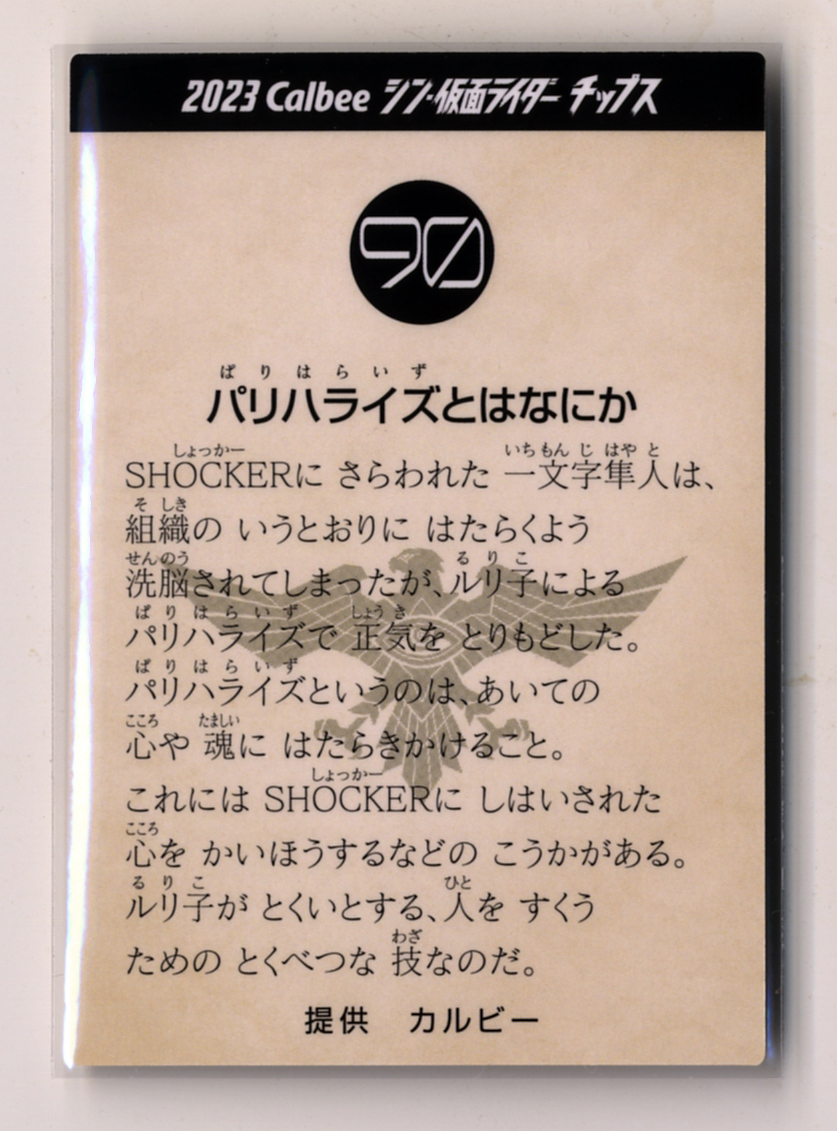 2023 Calbee シン・仮面ライダー チップス
90
ぱりはらいず
パリハライズとはなにか
しょっかー いちもんじ はやと
SHOCKERに さらわれた 一文字隼人は、
そしき
組織の いうとおりに はたらくよう
せんのう るりこ
洗脳されてしまったが、ルリ子による
ぱりはらいず しょうき
パリハライズで 正気を とりもどした。
ぱりはらいず
パリハライズというのは、あいての
こころ たましい
心や 魂に はたらきかけること。
しょっかー
これには SHOCKERに しはいされた
こころ
心を かいほうするなどの こうかがある。
るりこ ひと
ルリ子が とくいとする、人を すくう
わざ
ための とくべつな 技なのだ。
提供 カルビー